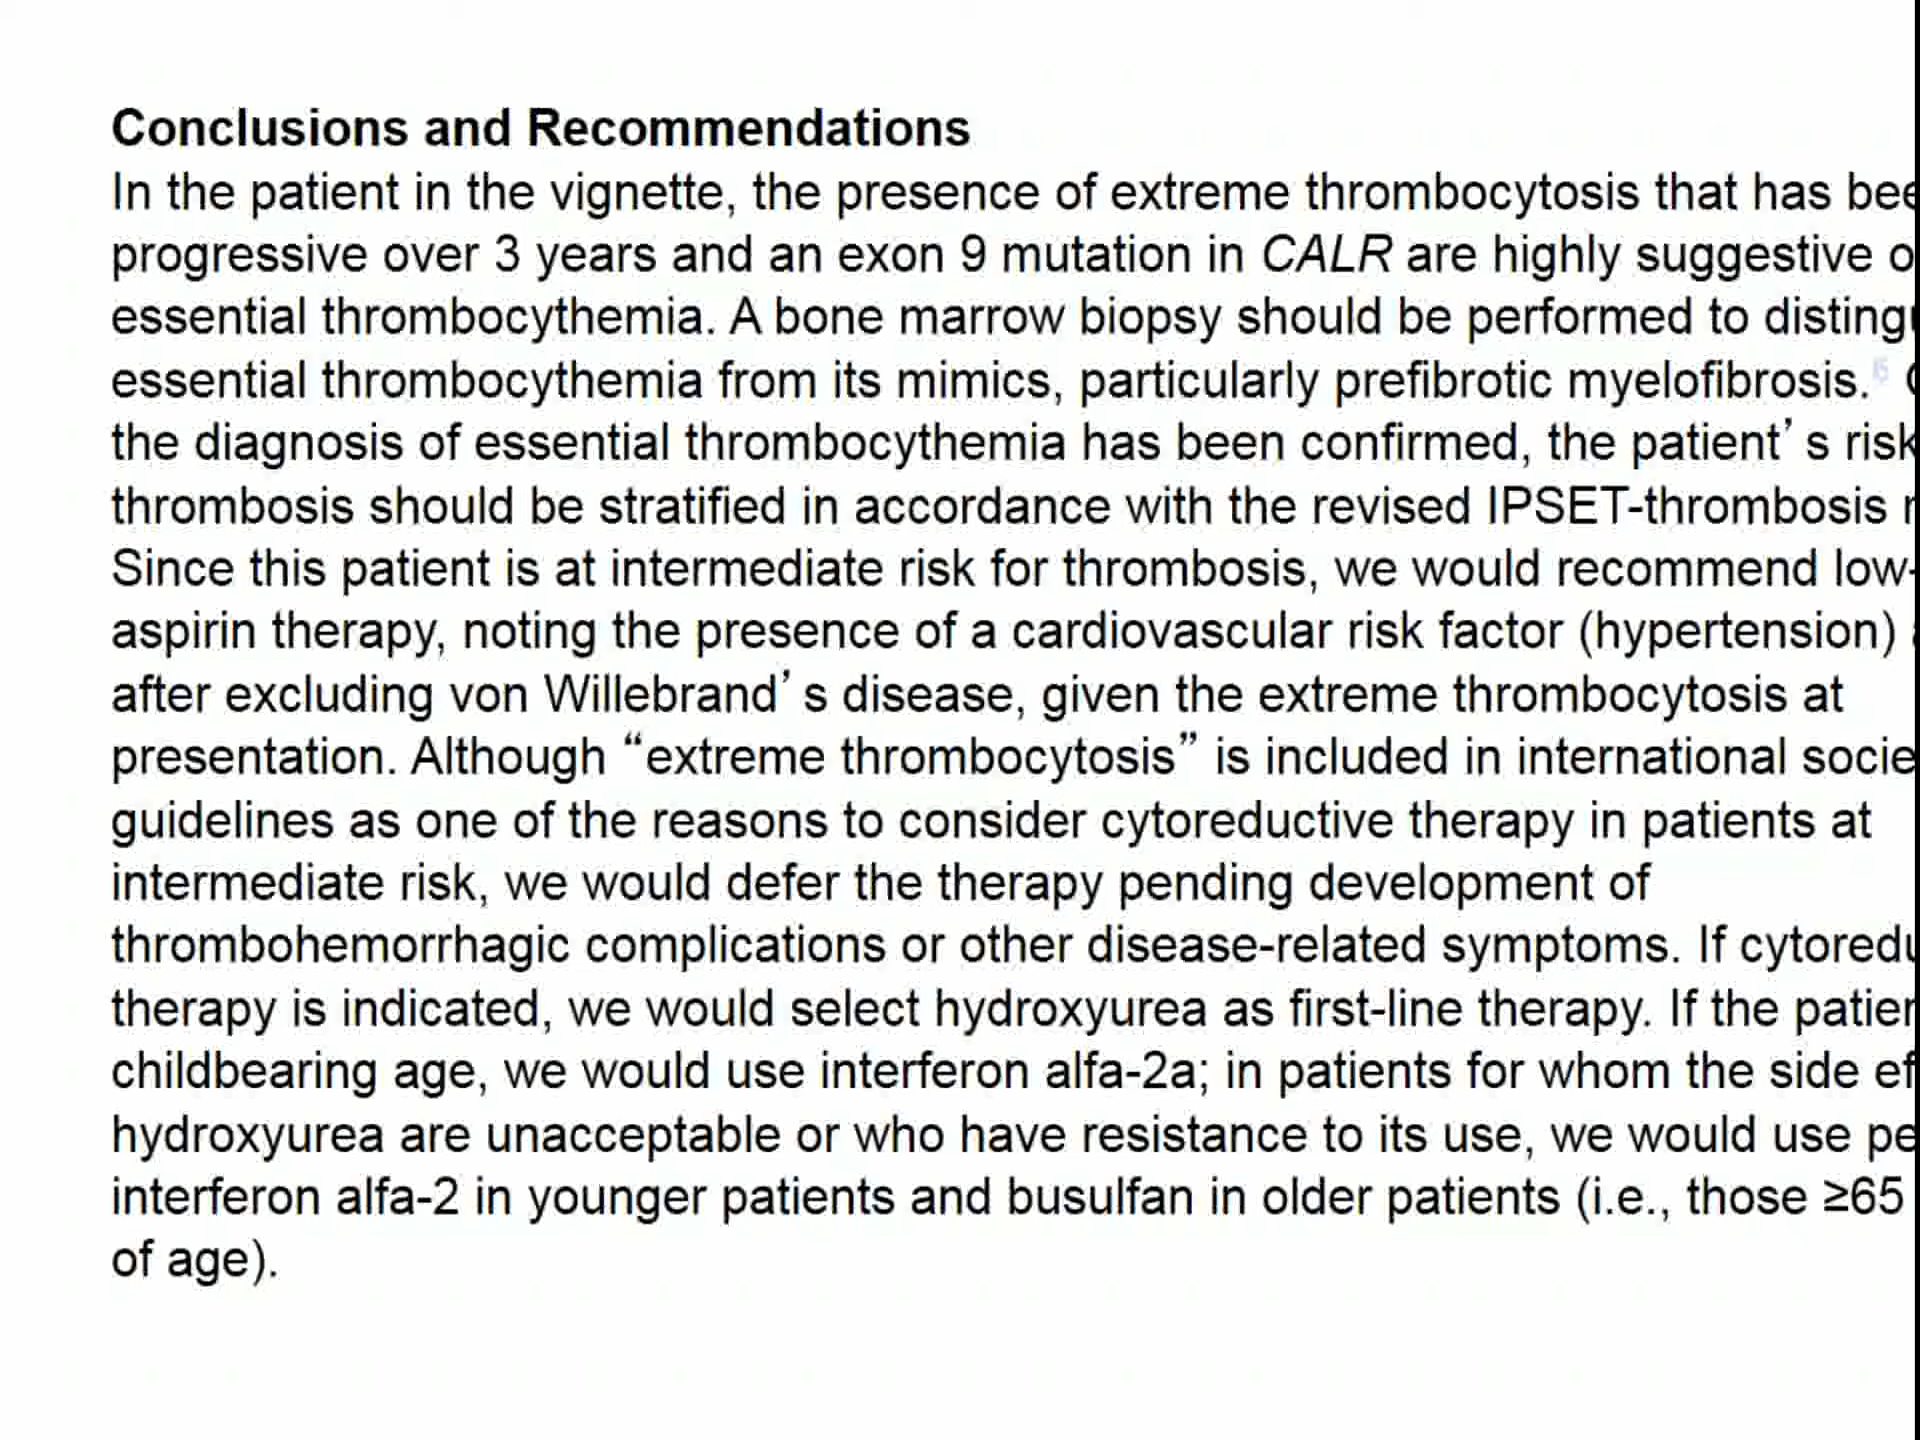 Conclusions and Recommendations
In the patient in the vignette, the presence of extreme thrombocytosis that has
progressive over 3 years and an exon 9 mutation in CALR are highly suggestive
essential thrombocythemia. A bone marrow biopsy should be performed to
essential thrombocythemia from its mimics, particularly prefibrotic myelofibrosis.6
the diagnosis of essential thrombocythemia has been confirmed, the patient’s risk
thrombosis should be stratified in accordance with the revised IPSET-thrombosis
Since this patient is at intermediate risk for thrombosis, we would recommend low-
aspirin therapy, noting the presence of a cardiovascular risk factor (hypertension)
after excluding von Willebrand’s disease, given the extreme thrombocytosis at
presentation. Although “extreme thrombocytosis” is included in international
guidelines as one of the reasons to consider cytoreductive therapy in patients at
intermediate risk, we would defer the therapy pending development of
thrombohemorrhagic complications or other disease-related symptoms. If
therapy is indicated, we would select hydroxyurea as first-line therapy. If the
childbearing age, we would use interferon alfa-2a; in patients for whom the side
hydroxyurea are unacceptable or who have resistance to its use, we would use
interferon alfa-2 in younger patients and busulfan in older patients (i.e., those ≥65
of age).